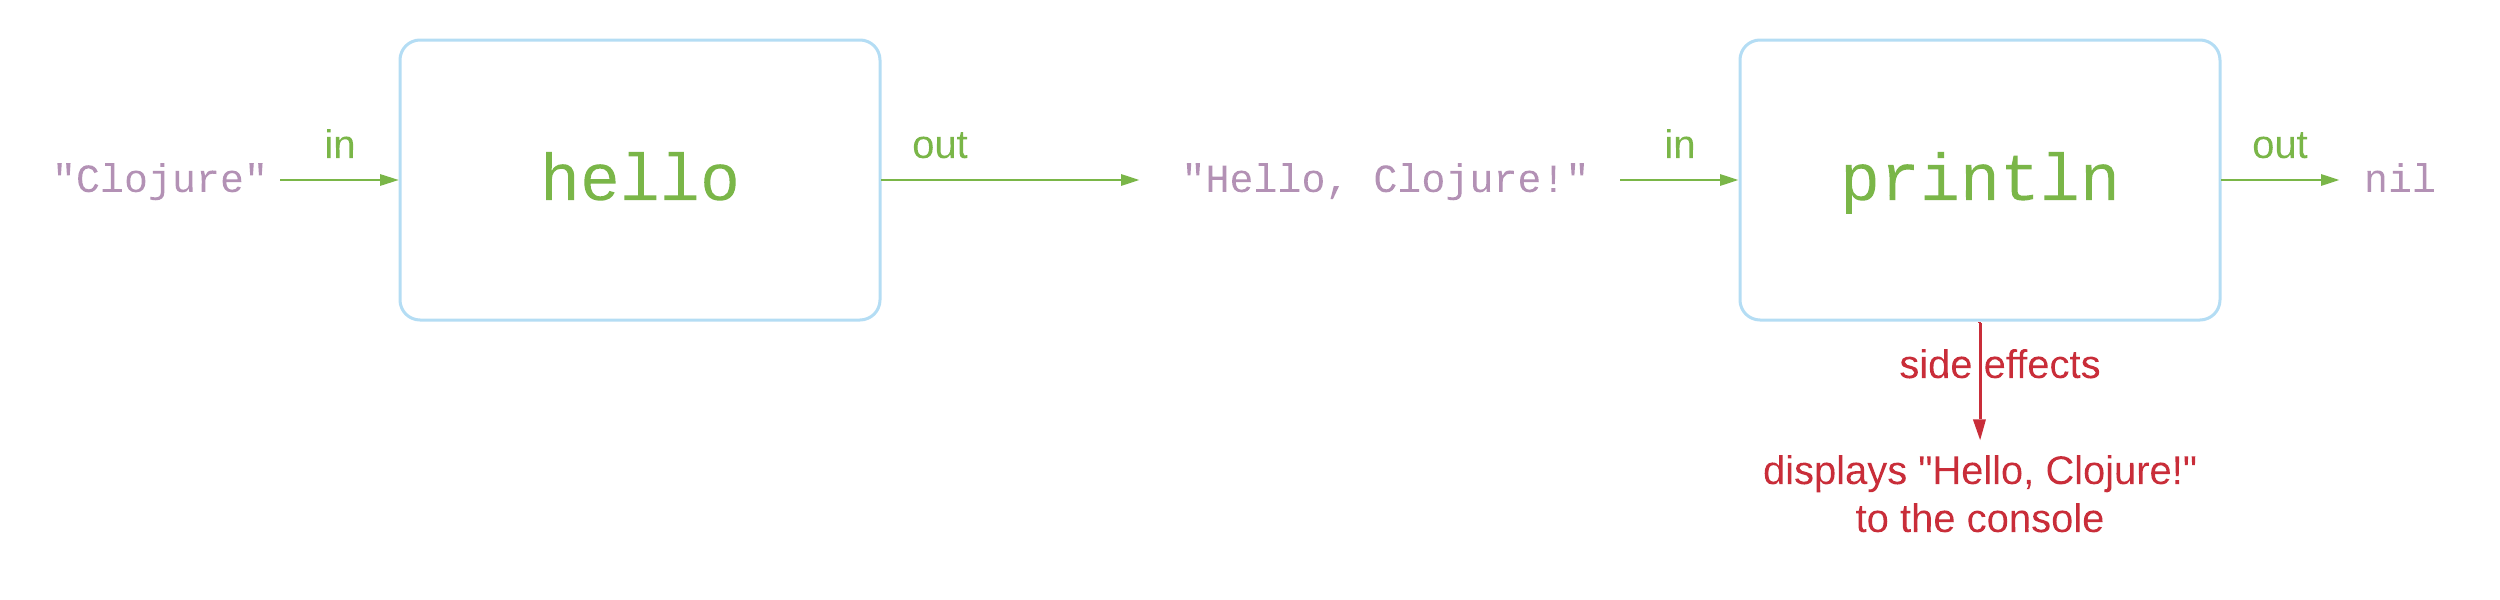 "Clojure"
in
hello
out
"Hello, Clojure!"
in
println
out
nil
side effects
displays "Hello, Clojure!"
to the console